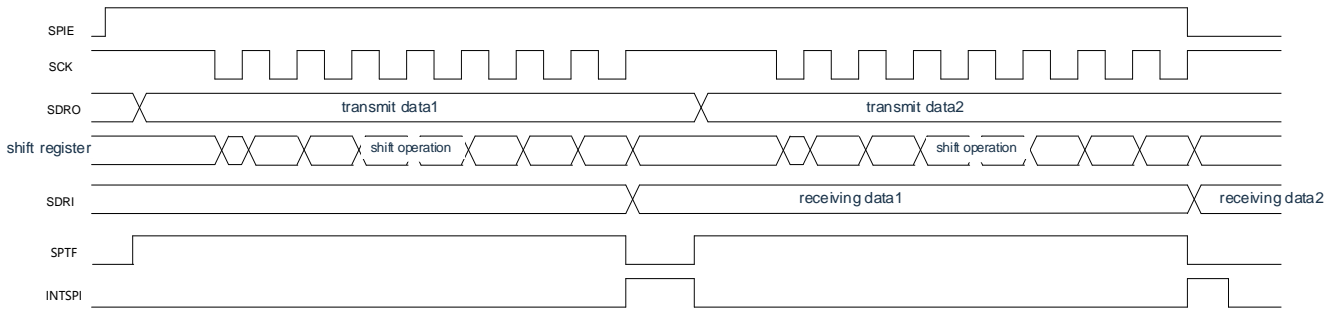 SPIE
SCK
SDRO
transmit data1
transmit data2
shift register
shift operation
shift operation
SDRI
receiving data1
receiving data2
SPTF
INTSPI